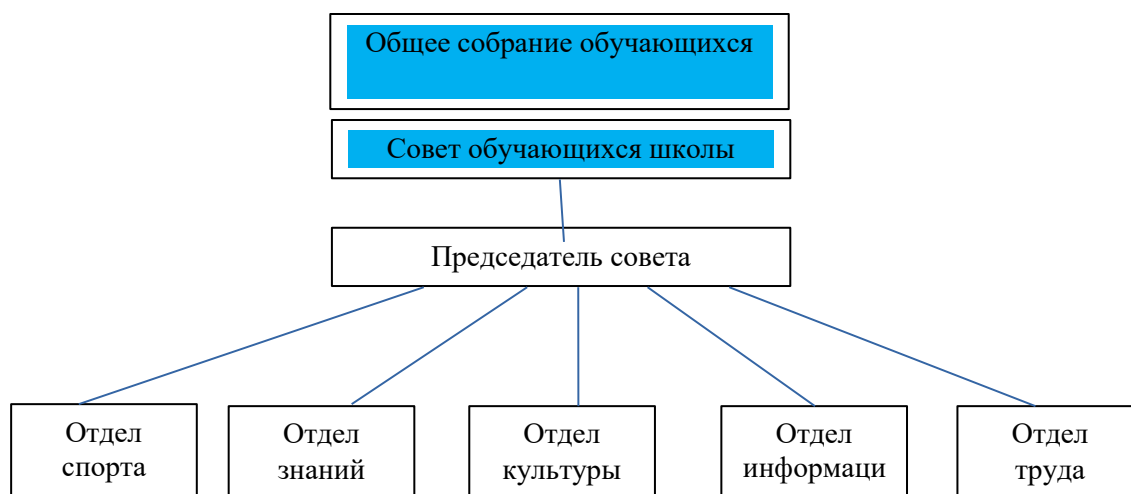 Общее собрание обучающихся
Совет обучающихся школы
Председатель совета
Отдел
спорта
Отдел
знаний
Отдел
культуры
Отдел
информаци
Отдел
труда